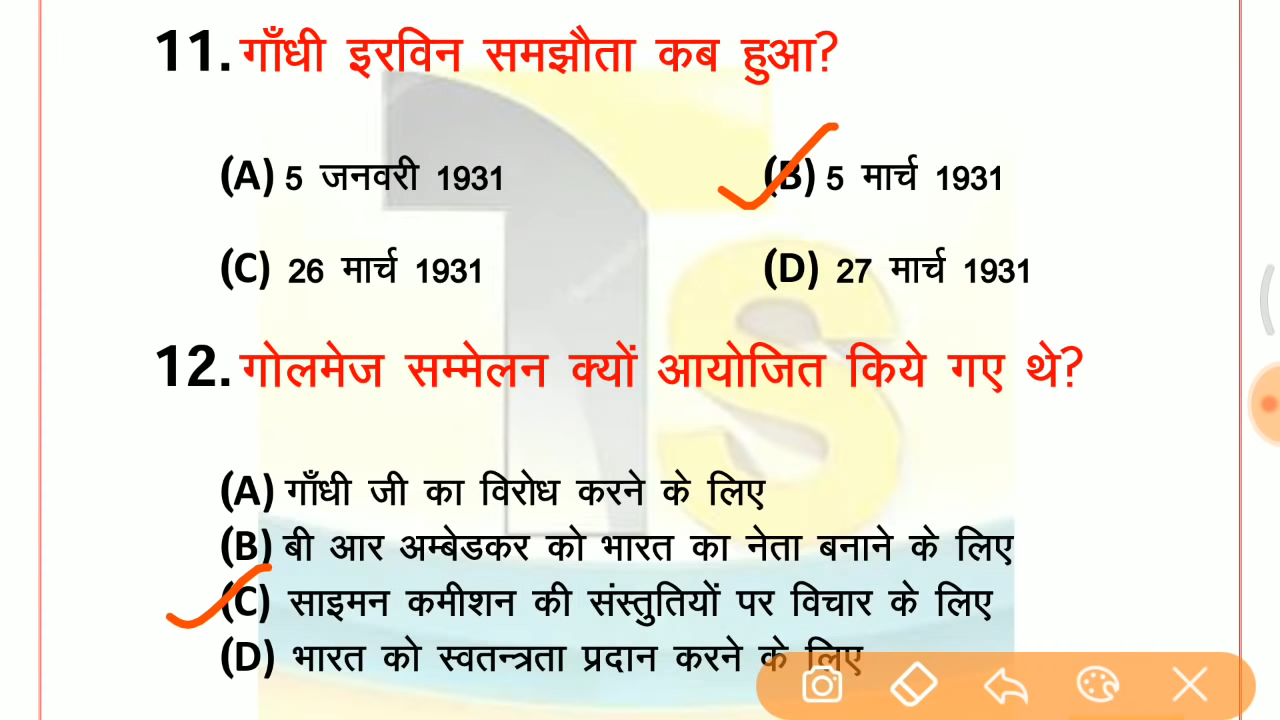 11. गाँधी इरविन समझौता कब हुआ?
(A) 5 जनवरी 1931 (B) 5 मार्च 1931
(C) 26 मार्च 1931 (D) 27 मार्च 1931
12. गोलमेज सम्मेलन क्यों आयोजित किये गए थे?
(A) गाँधी जी का विरोध करने के लिए
(B) बी आर अम्बेडकर को भारत का नेता बनाने के लिए
(C) साइमन कमीशन की संस्तुतियों पर विचार के लिए
(D) भारत को स्वतन्त्रता प्रदान करने के लिए